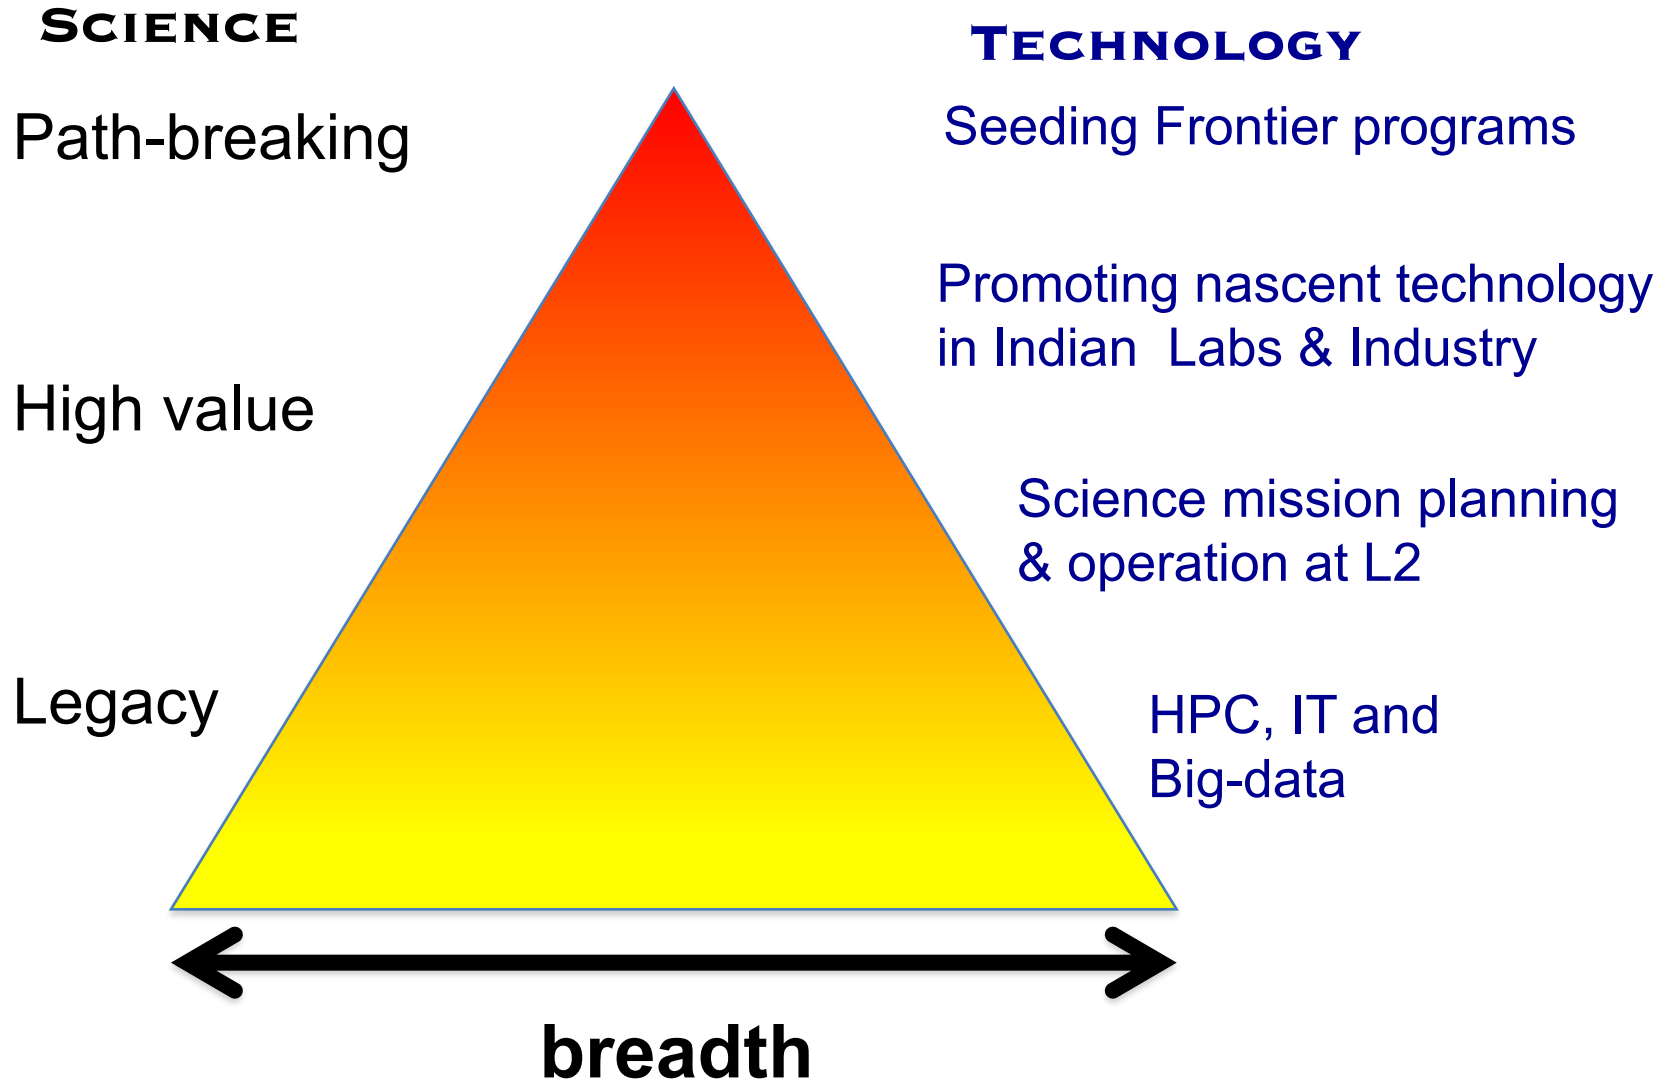 SCIENCE
Path-breaking
High value
Legacy
TECHNOLOGY
Seeding Frontier programs
Promoting nascent technology
in Indian  Labs & Industry
Science mission planning
& operation at L2
HPC, IT and
Big-data
breadth